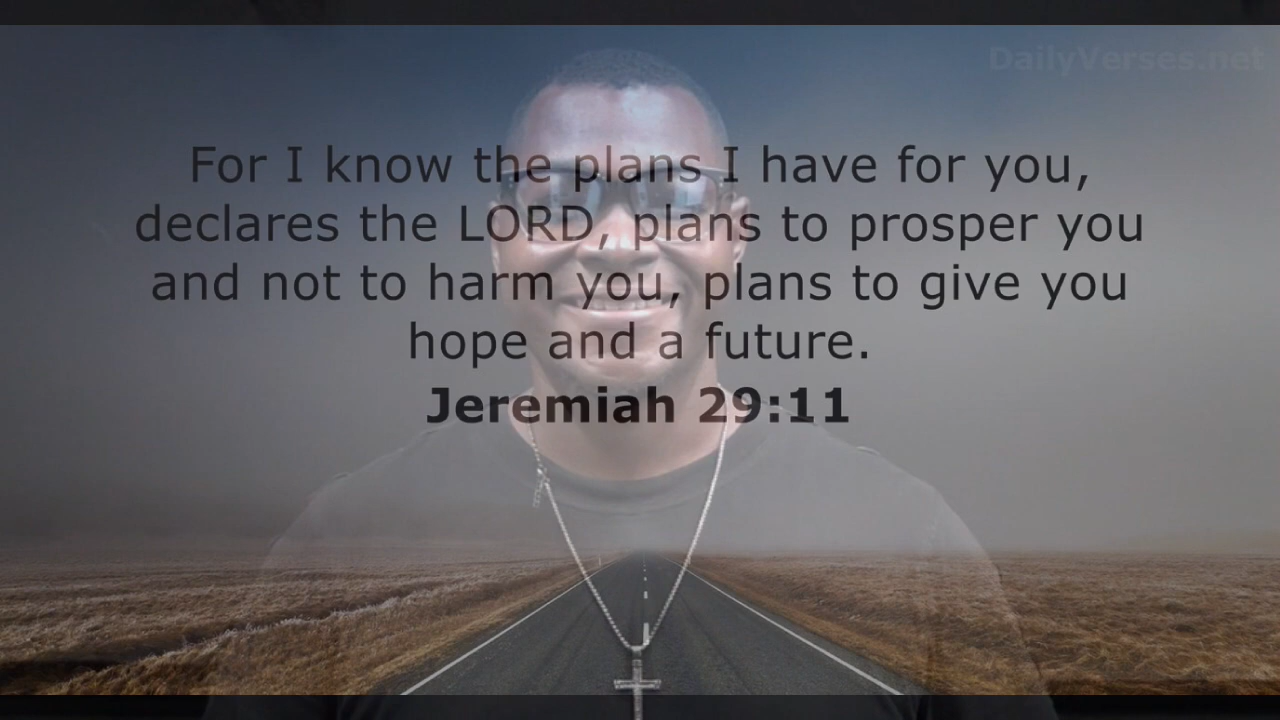 DailyVerses.net
For I know the plans I have for you,
declares the LORD, plans to prosper you
and not to harm you, plans to give you
hope and a future.
Jeremiah 29:11